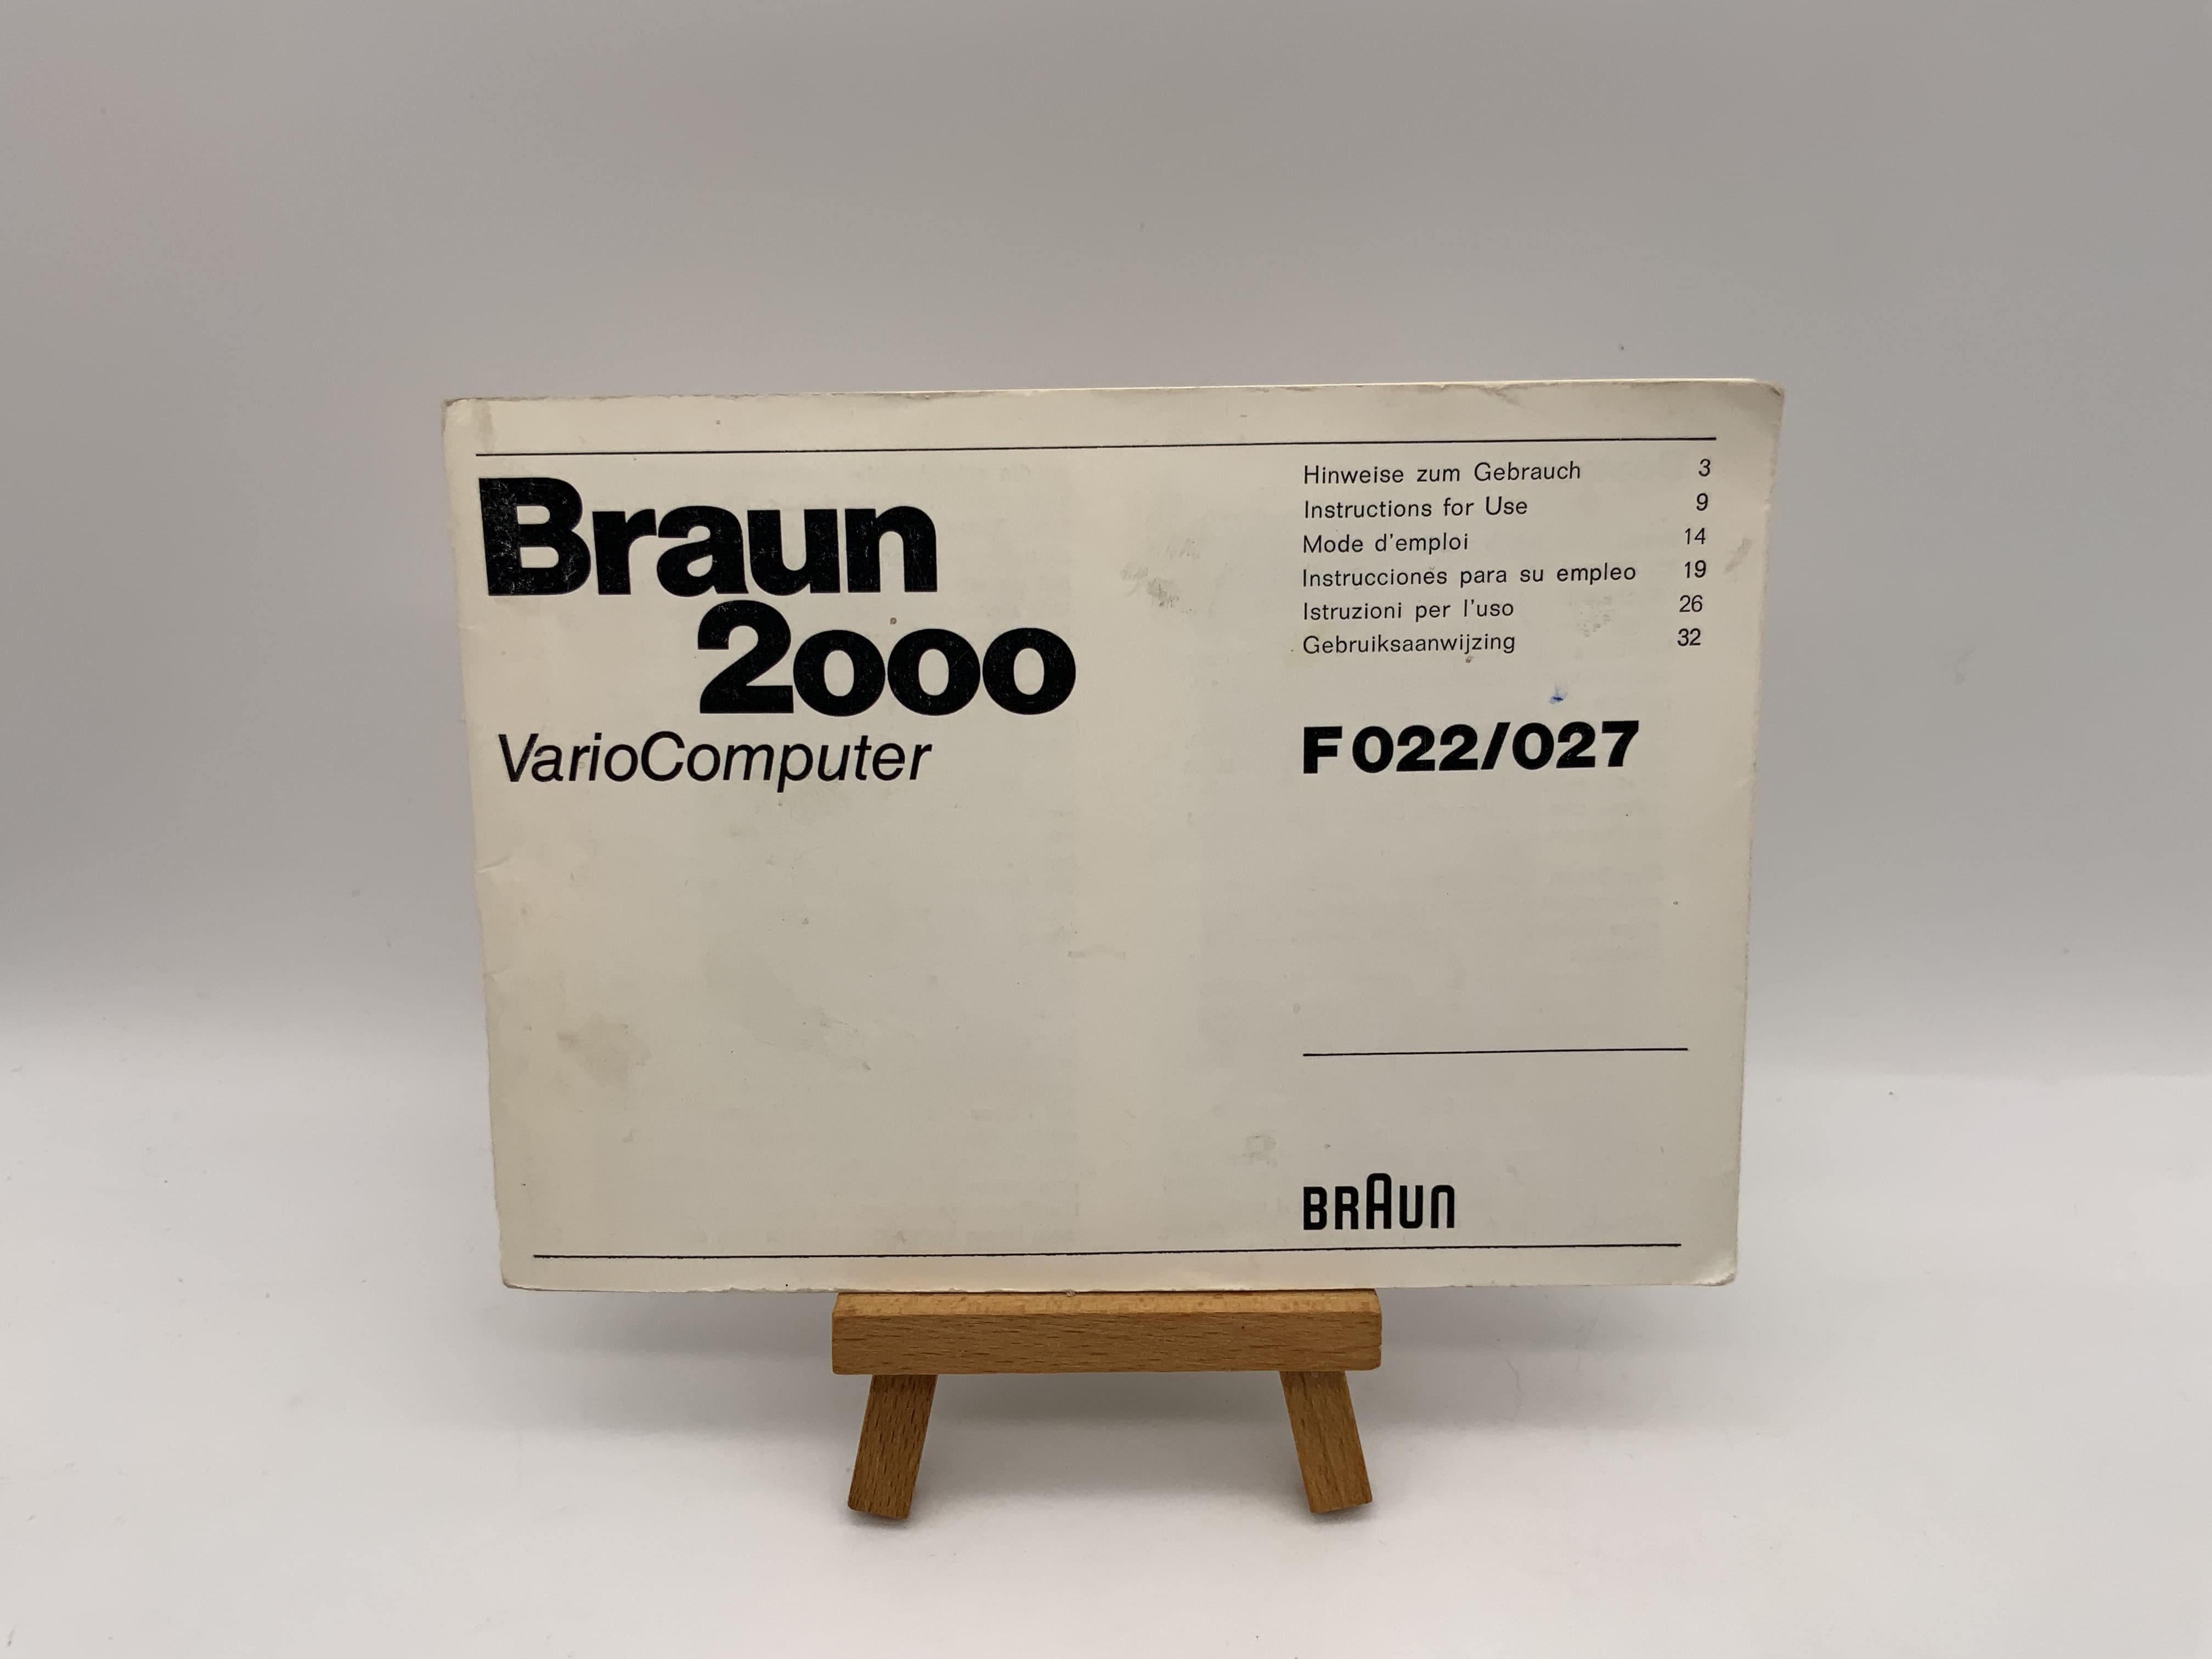 Braun
2000
VarioComputer
Hinweise zum Gebrauch 3
Instructions for Use 9
Mode d'emploi 14
Instrucciones para su empleo 19
Istruzioni per l'uso 26
Gebruiksaanwijzing 32
F 022/027
BRAUN